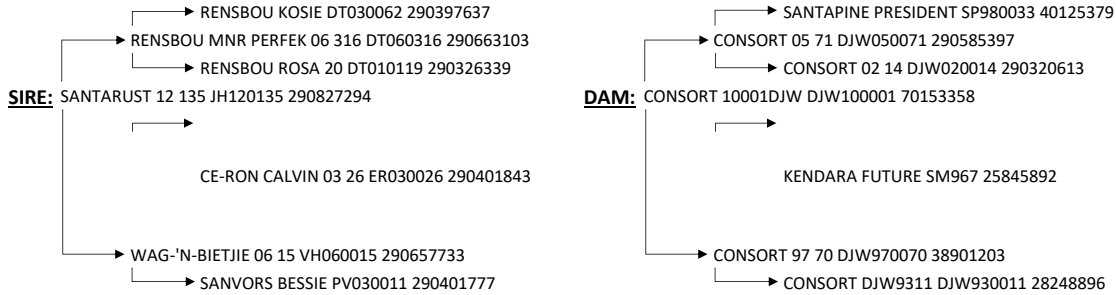 RENSBOU KOSIE DT030062 290397637
RENSBOU MNR PERFEK 06 316 DT060316 290663103
RENSBOU ROSA 20 DT010119 290326339
SIRE: SANTARUST 12 135 JH120135 290827294
CE-RON CALVIN 03 26 ER030026 290401843
WAG-'N-BIETJIE 06 15 VH060015 290657733
SANVORS BESSIE PV030011 290401777
SANTAPINE PRESIDENT SP980033 40125379
CONSORT 05 71 DJW050071 290585397
CONSORT 02 14 DJW020014 290320613
DAM: CONSORT 10001DJW DJW100001 70153358
KENDARA FUTURE SM967 25845892
CONSORT 97 70 DJW970070 38901203
CONSORT DJW9311 DJW930011 28248896